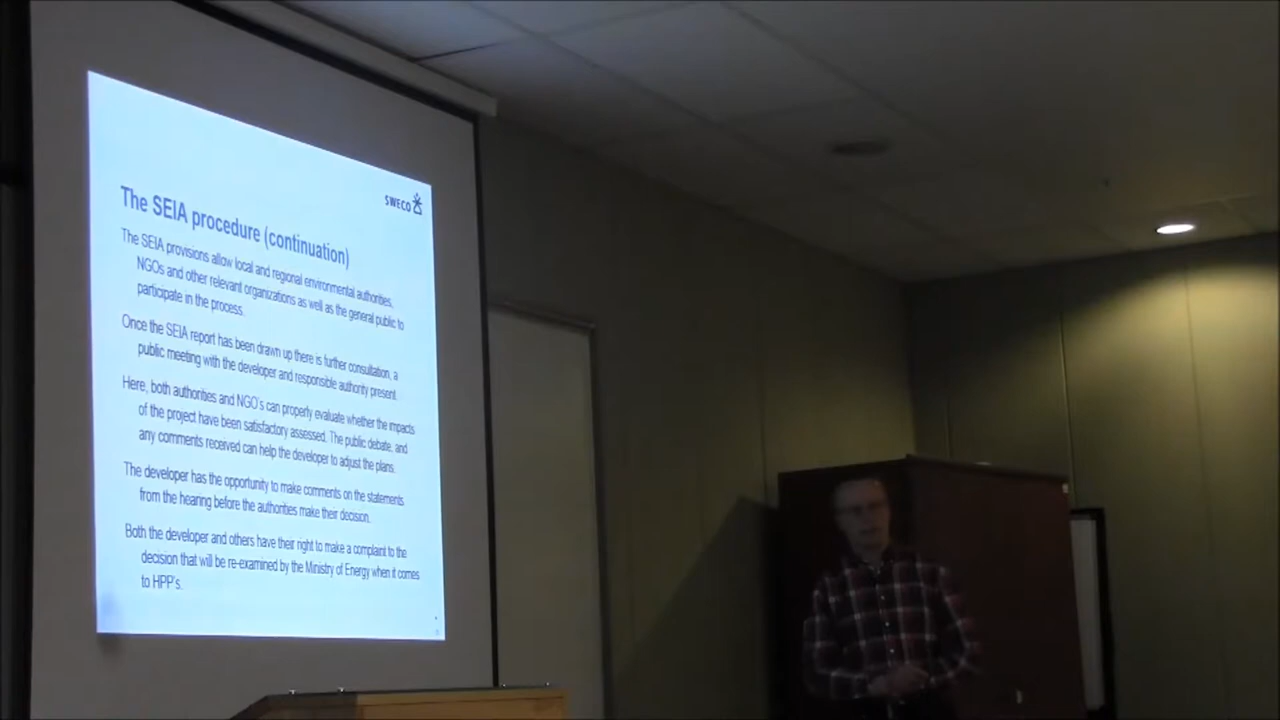 SWECO
The SEIA procedure (continuation)
The SEIA provisions allow local and regional environmental authorities,
NGOs and other relevant organizations as well as the general public to
participate in the process.
Once the SEIA report has been drawn up there is further consultation, a
public meeting with the developer and responsible authority present.
Here, both authorities and NGO's can properly evaluate whether the impacts
of the project have been satisfactory assessed. The public debate, and
any comments received can help the developer to adjust the plans.
The developer has the opportunity to make comments on the statements
from the hearing before the authorities make their decision.
Both the developer and others have their right to make a complaint to the
decision that will be re-examined by the Ministry of Energy when it comes
to HPP's.